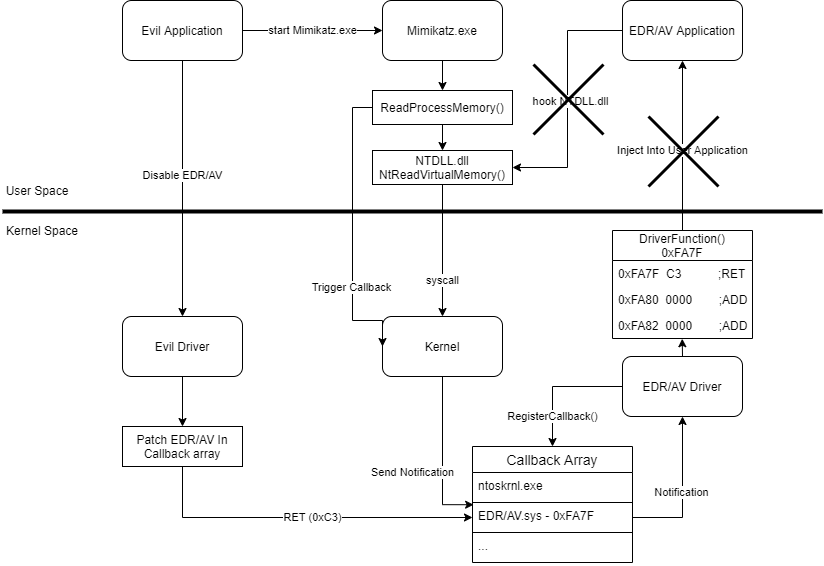 Evil Application
start Mimikatz.exe
Mimikatz.exe
EDR/AV Application
hook NTDLL.dll
ReadProcessMemory()
Inject Into User Application
NTDLL.dll
NtReadVirtualMemory()
Disable EDR/AV
User Space
Kernel Space
DriverFunction()
0xFA7F
0xFA7F C3 ;RET
0xFA80 0000 ;ADD
0xFA82 0000 ;ADD
Trigger Callback
syscall
Evil Driver
Kernel
EDR/AV Driver
RegisterCallback()
Patch EDR/AV In
Callback array
Callback Array
Send Notification
ntoskrnl.exe
Notification
RET (0xC3)
EDR/AV.sys - 0xFA7F
...